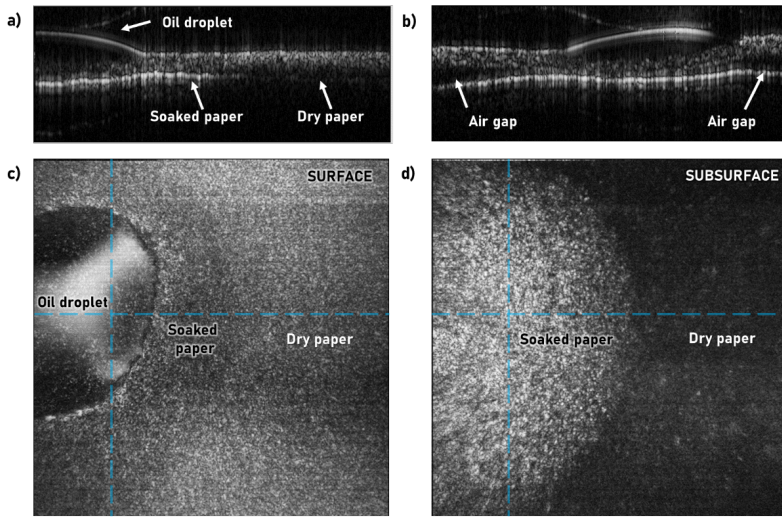 a)
Oil droplet
Soaked paper
Dry paper
b)
Air gap
Air gap
c)
SURFACE
Oil droplet
Soaked
paper
Dry paper
d)
SUBSURFACE
Soaked paper
Dry paper